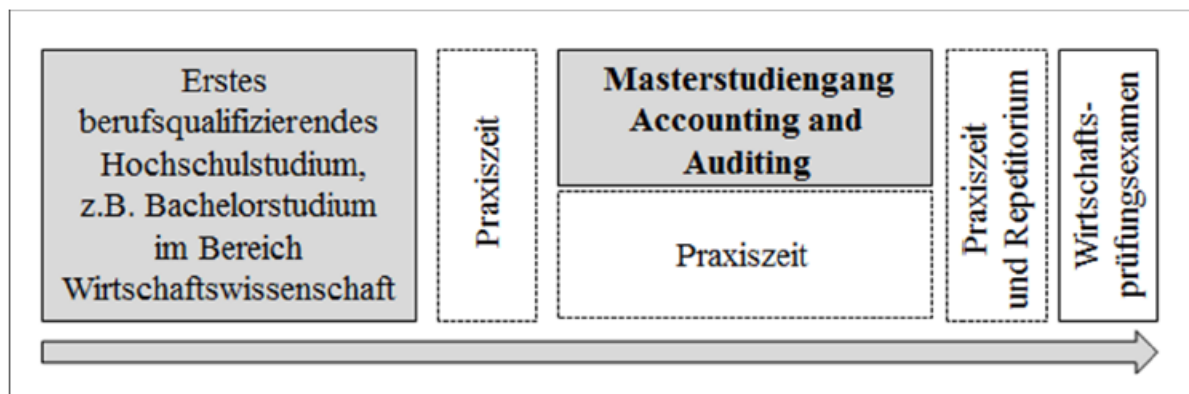 Erstes
berufsqualifizierendes
Hochschulstudium,
z.B. Bachelorstudium
im Bereich
Wirtschaftswissenschaft
Praxiszeit
Masterstudiengang
Accounting and
Auditing
Praxiszeit
Praxiszeit
und Repetitorium
Wirtschafts-
prüfungsexamen